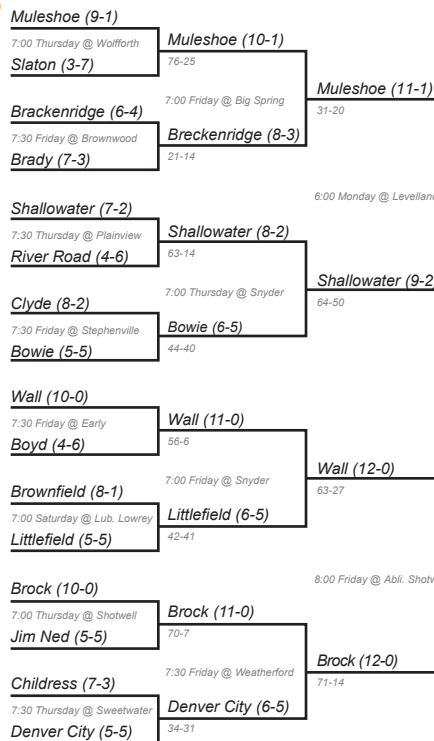 Muleshoe (9-1)
7:00 Thursday @ Wolfforth
Slaton (3-7)
Muleshoe (10-1)
76-25
7:00 Friday @ Big Spring
Brackenridge (6-4)
7:30 Friday @ Brownwood
Brady (7-3)
Breckenridge (8-3)
21-14
Muleshoe (11-1)
31-20
6:00 Monday @ Levelland
Shallowater (7-2)
7:30 Thursday @ Plainview
River Road (4-6)
Shallowater (8-2)
63-14
7:00 Thursday @ Snyder
Clyde (8-2)
7:30 Friday @ Stephenville
Bowie (5-5)
Bowie (6-5)
44-40
Shallowater (9-2
64-50
Wall (10-0)
7:30 Friday @ Early
Boyd (4-6)
Wall (11-0)
56-6
7:00 Friday @ Snyder
Brownfield (8-1)
7:00 Saturday @ Lub. Lowrey
Littlefield (5-5)
Littlefield (6-5)
42-41
Wall (12-0)
63-27
8:00 Friday @ Abli. Shotw
Brock (10-0)
7:00 Thursday @ Shotwell
Jim Ned (5-5)
Brock (11-0)
70-7
7:30 Friday @ Weatherford
Childress (7-3)
7:30 Thursday @ Sweetwater
Denver City (5-5)
Denver City (6-5)
34-31
Brock (12-0)
71-14